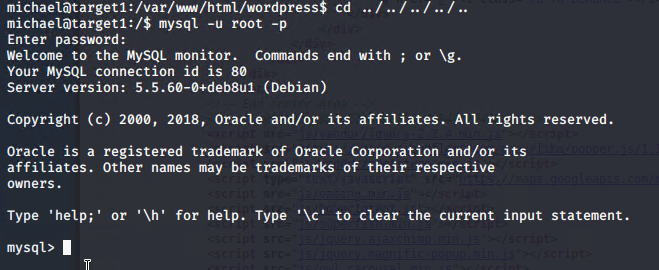 michael@target1:/var/www/html/wordpress$ cd ../../../../..
michael@target1:/$ mysql -u root -p
Enter password:
Welcome to the MySQL monitor.  Commands end with ; or \g.
Your MySQL connection id is 80
Server version: 5.5.60-0+deb8u1 (Debian)
Copyright (c) 2000, 2018, Oracle and/or its affiliates. All rights reserved.
Oracle is a registered trademark of Oracle Corporation and/or its
affiliates. Other names may be trademarks of their respective
owners.
Type 'help;' or '\h' for help. Type '\c' to clear the current input statement.
mysql>